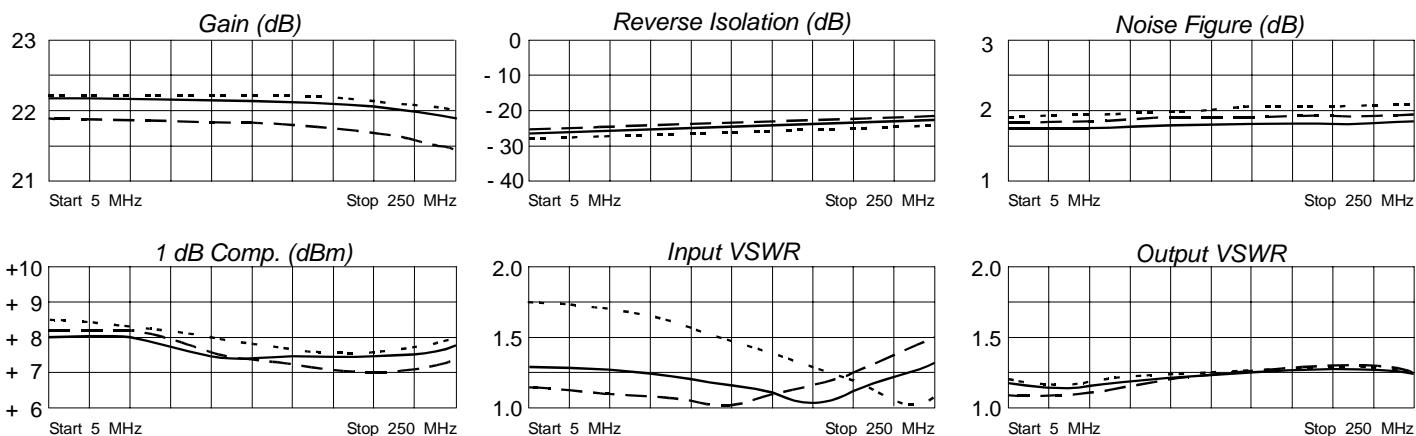 Gain (dB)
23
22
21
Start 5 MHz Stop 250 MHz
Reverse Isolation (dB)
0
- 10
- 20
- 30
- 40
Start 5 MHz Stop 250 MHz
Noise Figure (dB)
3
2
1
Start 5 MHz Stop 250 MHz
1 dB Comp. (dBm)
+10
+ 9
+ 8
+ 7
+ 6
Start 5 MHz Stop 250 MHz
Input VSWR
2.0
1.5
1.0
Start 5 MHz Stop 250 MHz
Output VSWR
2.0
1.5
1.0
Start 5 MHz Stop 250 MHz